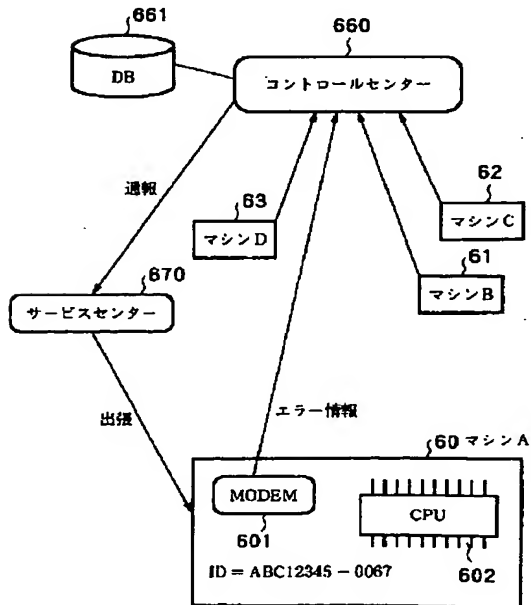 661
660
DB
コントロールセンター
通報
63
62
マシンD
マシンC
61
670
マシンB
サービスセンター
エラー情報
出張
60 マシンA
MODEM
CPU
601
602
ID = ABC12345-0067